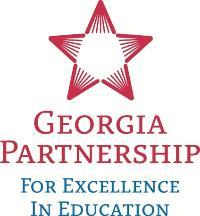 GEORGIA
PARTNERSHIP
FOR EXCELLENCE
IN EDUCATION